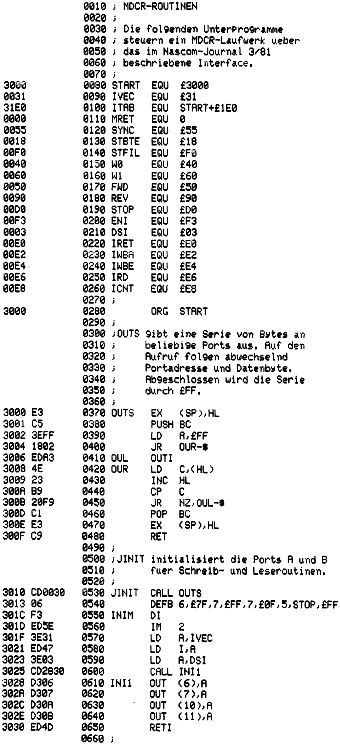 0010 ; MDCR-ROUTINEN
0020 ;
0030 ; Die folgenden Unterprogramme
0040 ; steuern ein MDCR-Laufwerk ueber
0050 ; das im Nascom-Journal 3/81
0060 ; beschriebene Interface.
0070 ;
3000 0080 START EQU £3000
0031 0090 IVEC EQU £31
31E0 0100 ITAB EQU START+£1E0
0000 0110 MRET EQU 0
0055 0120 SYNC EQU £55
0018 0130 STBTE EQU £18
00F0 0140 STFIL EQU £F0
0040 0150 W0 EQU £40
0060 0160 W1 EQU £60
0050 0170 FWD EQU £50
0090 0180 REV EQU £90
00D0 0190 STOP EQU £D0
00F3 0200 ENI EQU £F3
0003 0210 DSI EQU £03
00E0 0220 IRET EQU £E0
00E2 0230 IWBA EQU £E2
00E4 0240 IWBE EQU £E4
00E6 0250 IRD EQU £E6
00E8 0260 ICNT EQU £E8
0270 ;
3000 0280 ORG START
0290 ;
0300 ;OUTS gibt eine Serie von Bytes an
0310 ; beliebige Ports aus. Auf den
0320 ; Aufruf folgen abwechselnd
0330 ; Portadresse und Datenbyte.
0340 ; Abgeschlossen wird die Serie
0350 ; durch £FF.
0360 ;
3000 E3 0370 OUTS EX (SP),HL
3001 C5 0380 PUSH BC
3002 3EFF 0390 LD A,£FF
3004 1802 0400 JR OUR-$
3006 EDA3 0410 OUL OUTI
3008 4E 0420 OUR LD C,(HL)
3009 23 0430 INC HL
300A B9 0440 CP C
300B 20F9 0450 JR NZ,OUL-$
300D C1 0460 POP BC
300E E3 0470 EX (SP),HL
300F C9 0480 RET
0490 ;
0500 ;JINIT initialisiert die Ports A und B
0510 ; fuer Schreib- und Leseroutinen.
0520 ;
3010 CD0030 0530 JINIT CALL OUTS
3013 06 0540 DEFB 6,£7F,7,£FF,7,£0F,5,STOP,£FF
301C F3 0550 INIM DI
301D ED5E 0560 IM 2
301F 3E31 0570 LD A,IVEC
3021 ED47 0580 LD I,A
3023 3E03 0590 LD A,DSI
3025 CD2830 0600 CALL INI1
3028 D306 0610 INI1 OUT (6),A
302A D307 0620 OUT (7),A
302C D30A 0630 OUT (10),A
302E D30B 0640 OUT (11),A
3030 ED4D 0650 RETI
0660 ;